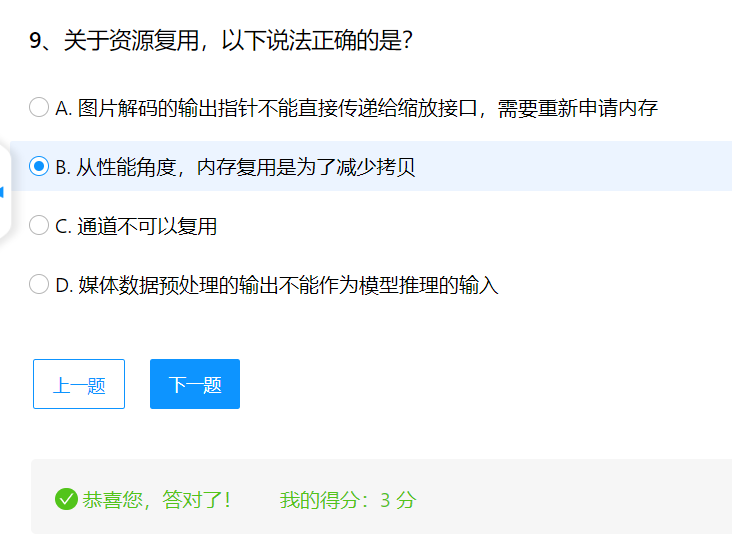 9、关于资源复用，以下说法正确的是？
A. 图片解码的输出指针不能直接传递给缩放接口，需要重新申请内存
B. 从性能角度，内存复用是为了减少拷贝
C. 通道不可以复用
D. 媒体数据预处理的输出不能作为模型推理的输入
上一题 下一题
恭喜您，答对了！ 我的得分：3 分